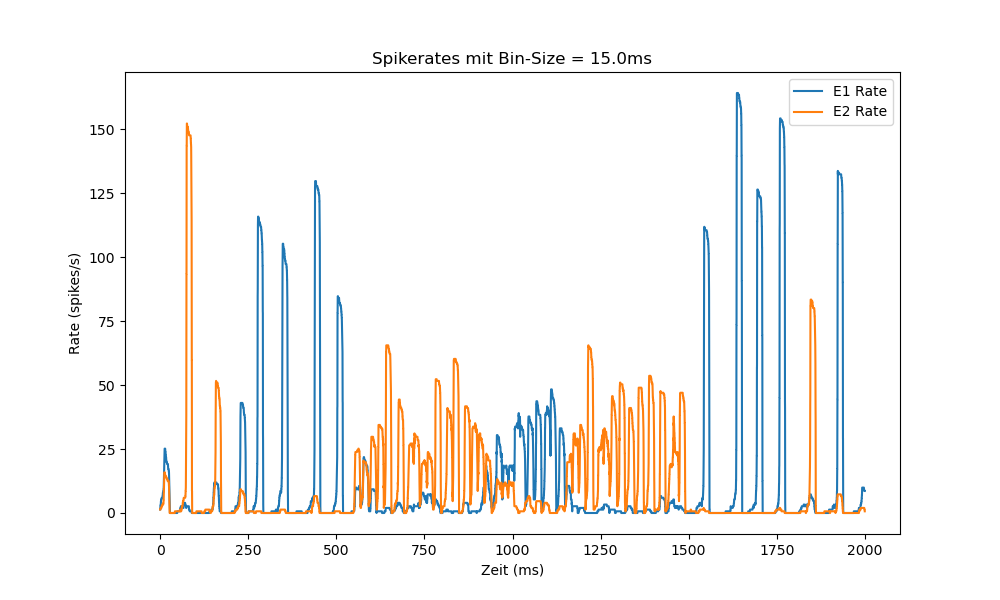 Spikerates mit Bin-Size = 15.0ms
E1 Rate
E2 Rate
150
125
100
75
50
25
0
Rate (spikes/s)
0 250 500 750 1000 1250 1500 1750 2000
Zeit (ms)